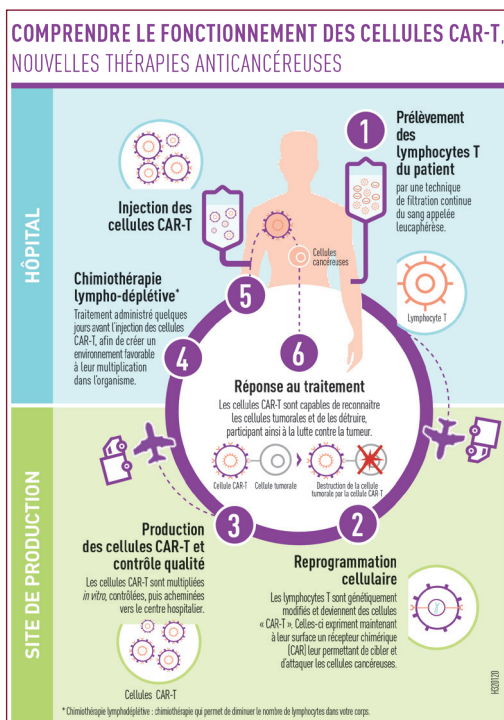 COMPRENDRE LE FONCTIONNEMENT DES CELLULES CAR-T,
NOUVELLES THÉRAPIES ANTICANCÉREUSES
HÔPITAL
1
Prélèvement
des
lymphocytes T
du patient
par une technique
de filtration continue
du sang appelée
leucaphérèse.
Lymphocyte T
Injection des
cellules CAR-T
Cellules
cancéreuses
5
Chimiothérapie
lympho-déplétive*
Traitement administré quelques
jours avant l'injection des cellules
CAR-T, afin de créer un
environnement favorable
à leur multiplication
dans l'organisme.
4
6
Réponse au traitement
Les cellules CAR-T sont capables de reconnaitre
les cellules tumorales et de les détruire,
participant ainsi à la lutte contre la tumeur.
Cellule CAR-T
Cellule tumorale
Destruction de la cellule
tumorale par la cellule CAR-T
SITE DE PRODUCTION
3
Production
des cellules CAR-T et
contrôle qualité
Les cellules CAR-T sont multipliées
in vitro, contrôlées, puis acheminées
vers le centre hospitalier.
Cellules CAR-T
2
Reprogrammation
cellulaire
Les lymphocytes T sont génétiquement
modifiés et deviennent des cellules
« CAR-T ». Celles-ci expriment maintenant
à leur surface un récepteur chimérique
(CAR) leur permettant de cibler et
d'attaquer les cellules cancéreuses.
* Chimiothérapie lymphodéplétive : chimiothérapie qui permet de diminuer le nombre de lymphocytes dans votre corps.